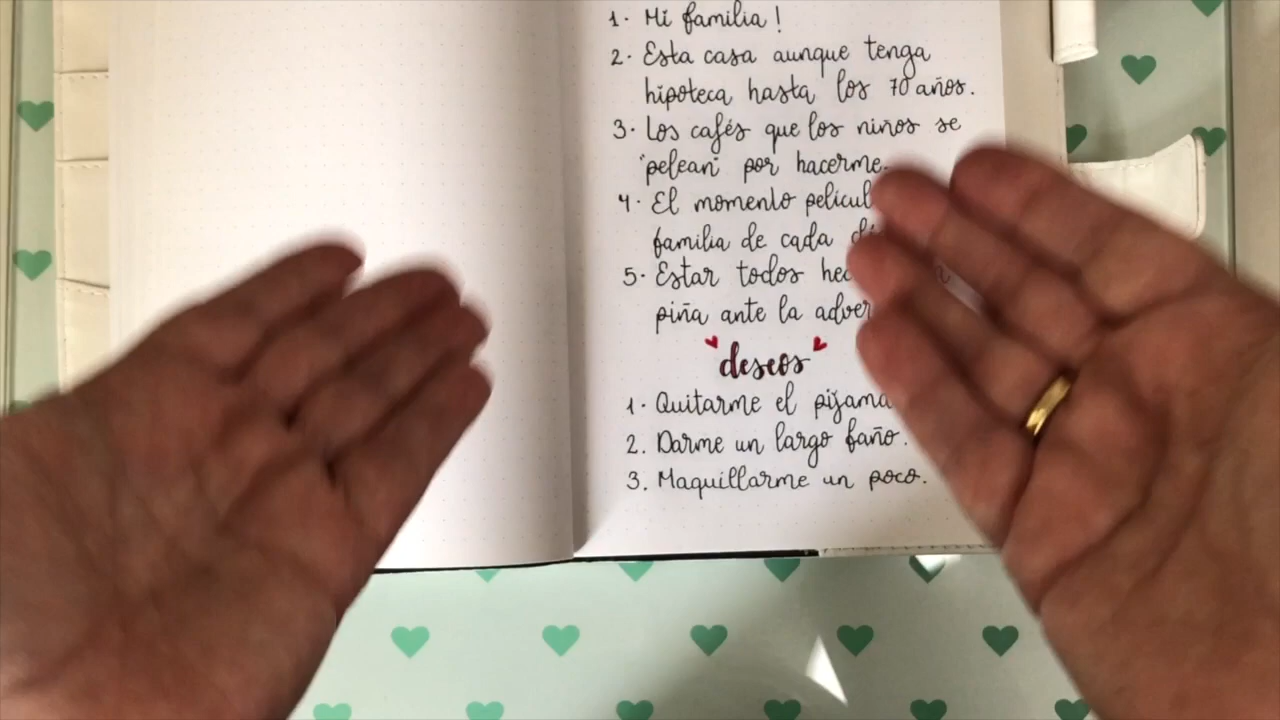 1. Mi familia!
2. Esta casa aunque tenga
hipoteca hasta los 70 años.
3. Los cafés que los niños se
"pelean" por hacerme.
4. El momento
familia de cada
5. Estar todos
piña ante la
deseos
1. Quitarme el pijama
2. Darme un largo baño.
3. Maquillarme un poco.